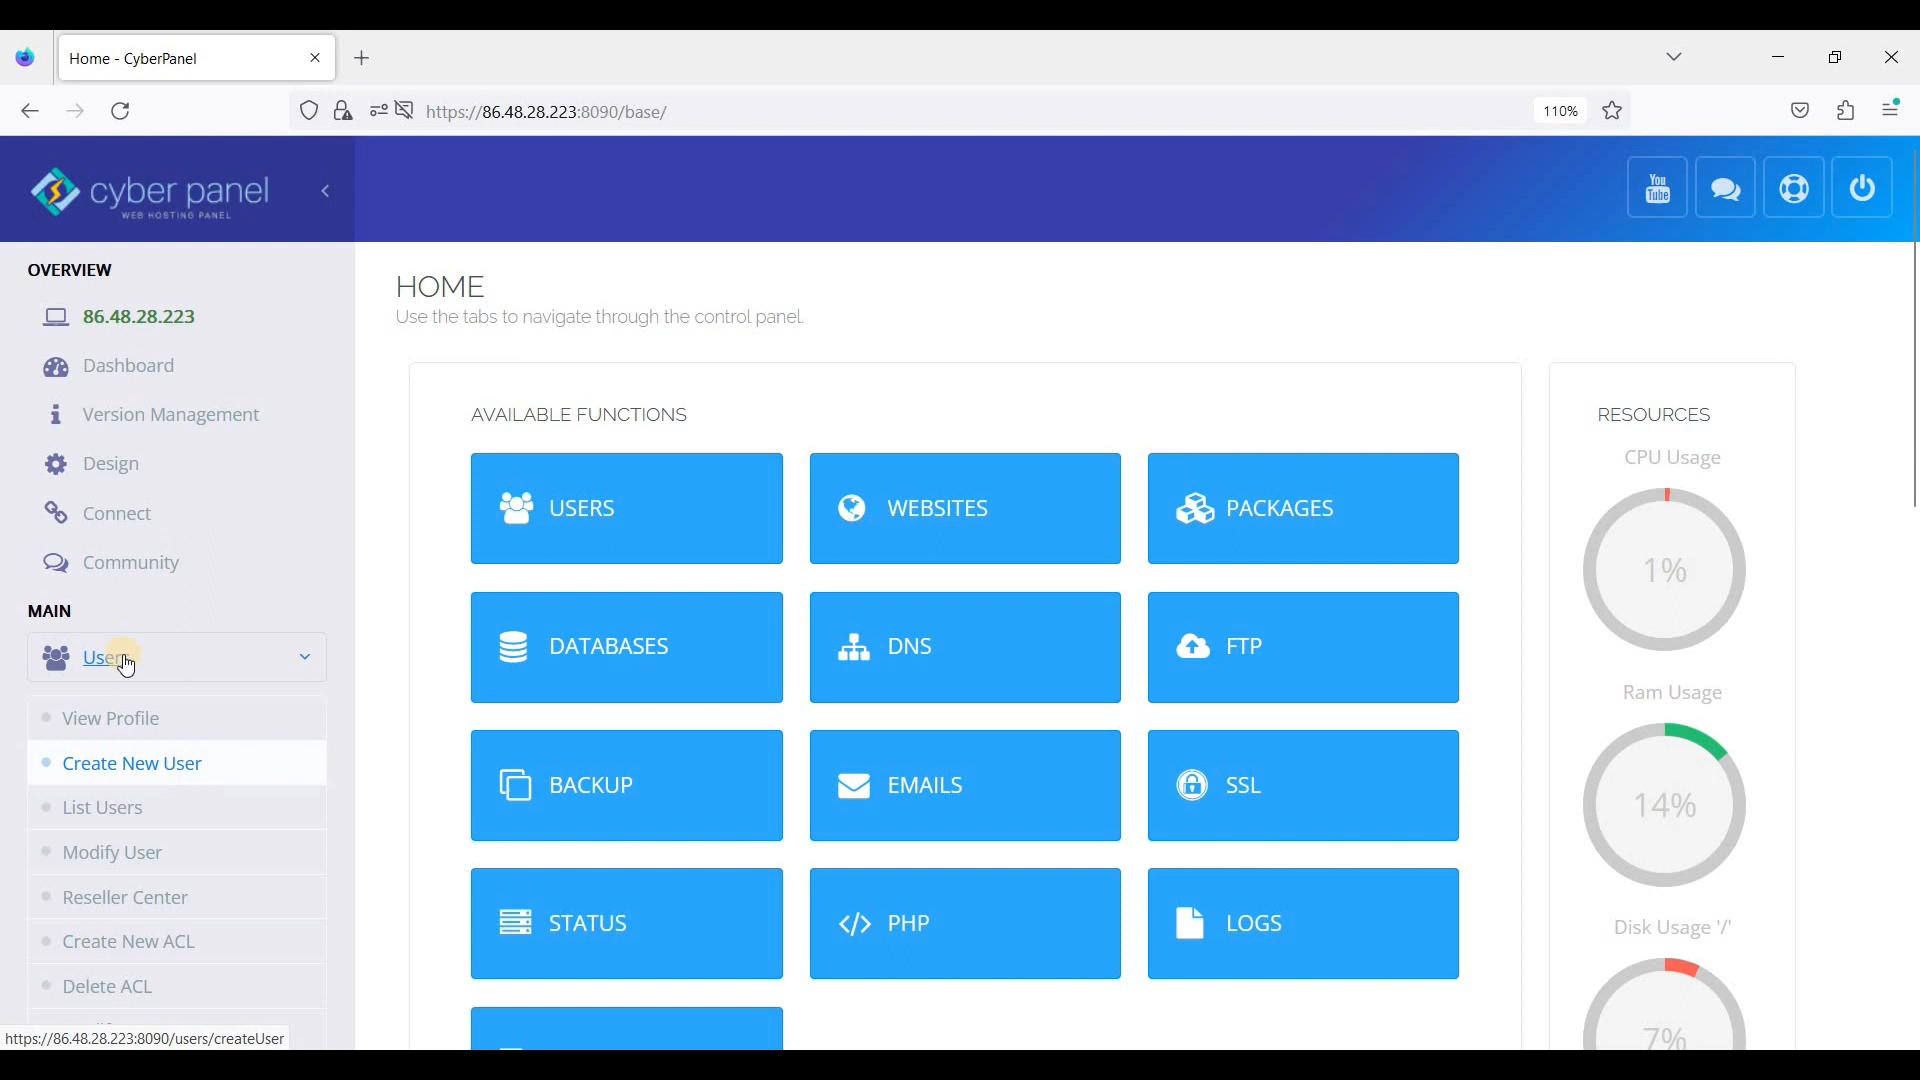 Home - CyberPanel
https://86.48.28.223:8090/base/
110%
cyber panel
WEB HOSTING PANEL
You
Tube
OVERVIEW
86.48.28.223
Dashboard
Version Management
Design
Connect
Community
MAIN
Users
View Profile
Create New User
List Users
Modify User
Reseller Center
Create New ACL
Delete ACL
https://86.48.28.223:8090/users/createUser
HOME
Use the tabs to navigate through the control panel.
AVAILABLE FUNCTIONS
USERS
WEBSITES
PACKAGES
DATABASES
DNS
FTP
BACKUP
EMAILS
SSL
STATUS
PHP
LOGS
RESOURCES
CPU Usage
1%
Ram Usage
14%
Disk Usage '/'
7%